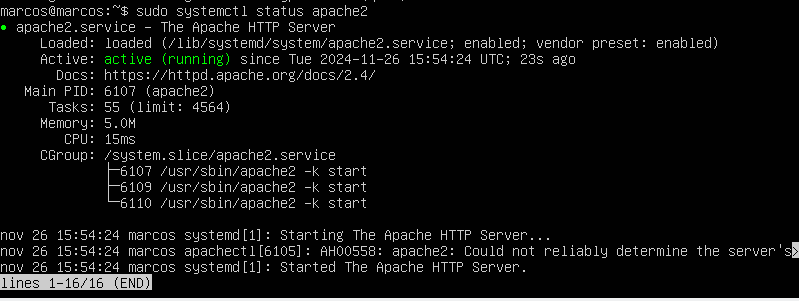 marcos@marcos:~$ sudo systemctl status apache2
● apache2.service – The Apache HTTP Server
Loaded: loaded (/lib/systemd/system/apache2.service; enabled; vendor preset: enabled)
Active: active (running) since Tue 2024-11-26 15:54:24 UTC; 23s ago
Docs: https://httpd.apache.org/docs/2.4/
Main PID: 6107 (apache2)
Tasks: 55 (limit: 4564)
Memory: 5.0M
CPU: 15ms
CGroup: /system.slice/apache2.service
├─6107 /usr/sbin/apache2 -k start
├─6109 /usr/sbin/apache2 -k start
└─6110 /usr/sbin/apache2 -k start
nov 26 15:54:24 marcos systemd[1]: Starting The Apache HTTP Server...
nov 26 15:54:24 marcos apachectl[6105]: AH00558: apache2: Could not reliably determine the server's>
nov 26 15:54:24 marcos systemd[1]: Started The Apache HTTP Server.
lines 1-16/16 (END)